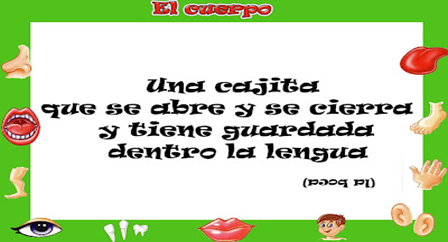 El cuerpo
Una cajita
que se abre y se cierra
y tiene guardada
dentro la lengua
(la boca)